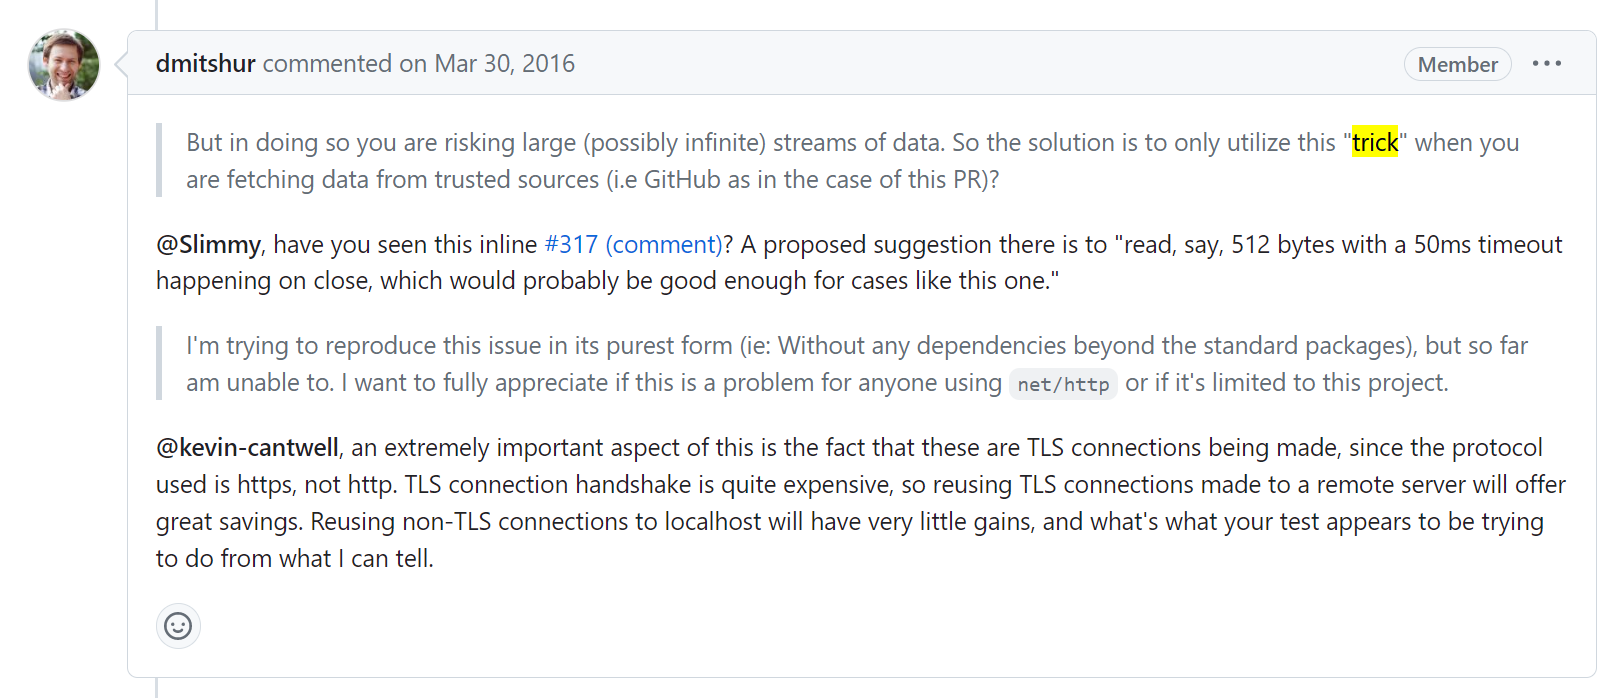 dmitshur commented on Mar 30, 2016
Member
But in doing so you are risking large (possibly infinite) streams of data. So the solution is to only utilize this "trick" when you
are fetching data from trusted sources (i.e GitHub as in the case of this PR)?
@Slimmy, have you seen this inline #317 (comment)? A proposed suggestion there is to "read, say, 512 bytes with a 50ms timeout
happening on close, which would probably be good enough for cases like this one."
I'm trying to reproduce this issue in its purest form (ie: Without any dependencies beyond the standard packages), but so far
am unable to. I want to fully appreciate if this is a problem for anyone using net/http or if it's limited to this project.
@kevin-cantwell, an extremely important aspect of this is the fact that these are TLS connections being made, since the protocol
used is https, not http. TLS connection handshake is quite expensive, so reusing TLS connections made to a remote server will offer
great savings. Reusing non-TLS connections to localhost will have very little gains, and what's what your test appears to be trying
to do from what I can tell.